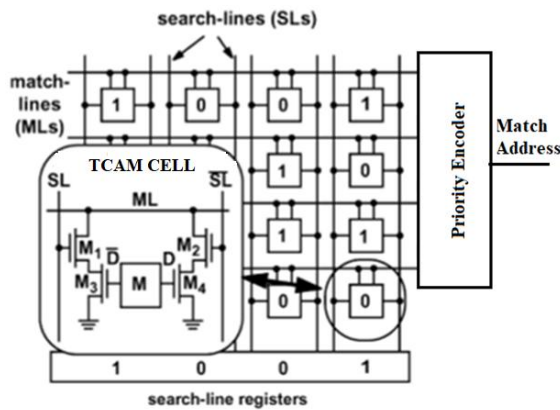 search-lines (SLs)
match-
lines
(MLs)
1 0 0 1
Priority Encoder
Match
Address
TCAM CELL
1 0
SL S̅L̅
ML
M1 D̅ D M2
1 1
M3 M M4
0 0
1 0 0 1
search-line registers